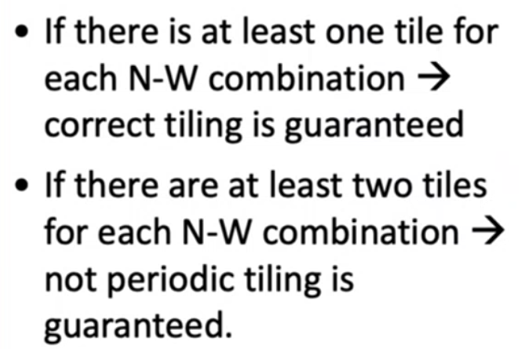 • If there is at least one tile for
each N-W combination →
correct tiling is guaranteed
• If there are at least two tiles
for each N-W combination →
not periodic tiling is
guaranteed.